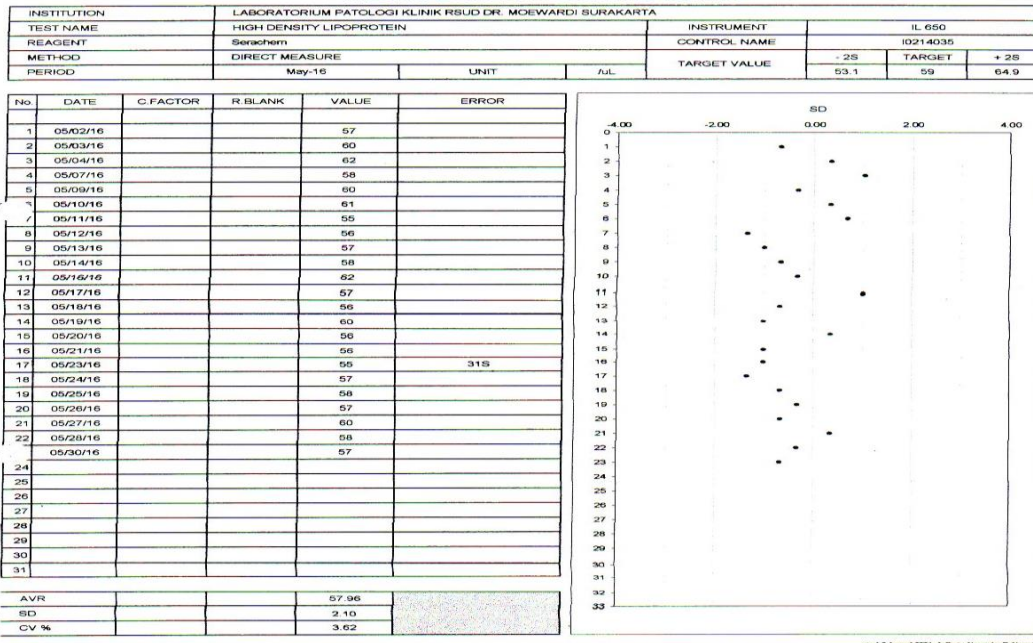 INSTITUTION LABORATORIUM PATOLOGI KLINIK RSUD DR. MOEWARDI SURAKARTA
TEST NAME HIGH DENSITY LIPOPROTEIN INSTRUMENT IL 650
REAGENT Serachem CONTROL NAME I0214035
METHOD DIRECT MEASURE TARGET VALUE - 2S TARGET + 2S
PERIOD May-16 UNIT /uL 53.1 59 64.9
No DATE C.FACTOR R.BLANK VALUE ERROR
1 05/02/16 57
2 05/03/16 60
3 05/04/16 62
4 05/07/16 58
5 05/09/16 60
05/10/16 61
7 05/11/16 55
8 05/12/16 56
9 05/13/16 57
10 05/14/16 58
11 05/16/16 62
12 05/17/16 57
13 05/18/16 56
14 05/19/16 60
15 05/20/16 56
16 05/21/16 56
17 05/23/16 55 31S
18 05/24/16 57
19 05/25/16 58
20 05/26/16 57
21 05/27/16 60
22 05/28/16 58
05/30/16 57
24
25
26
27
28
29
30
31
AVR 57.96
SD 2.10
CV % 3.62
SD
-4.00 -2.00 0.00 2.00 4.00
0
1
2
3
4
5
6
7
8
9
10
11
12
13
14
15
16
17
18
19
20
21
22
23
24
25
26
27
28
29
30
31
32
33